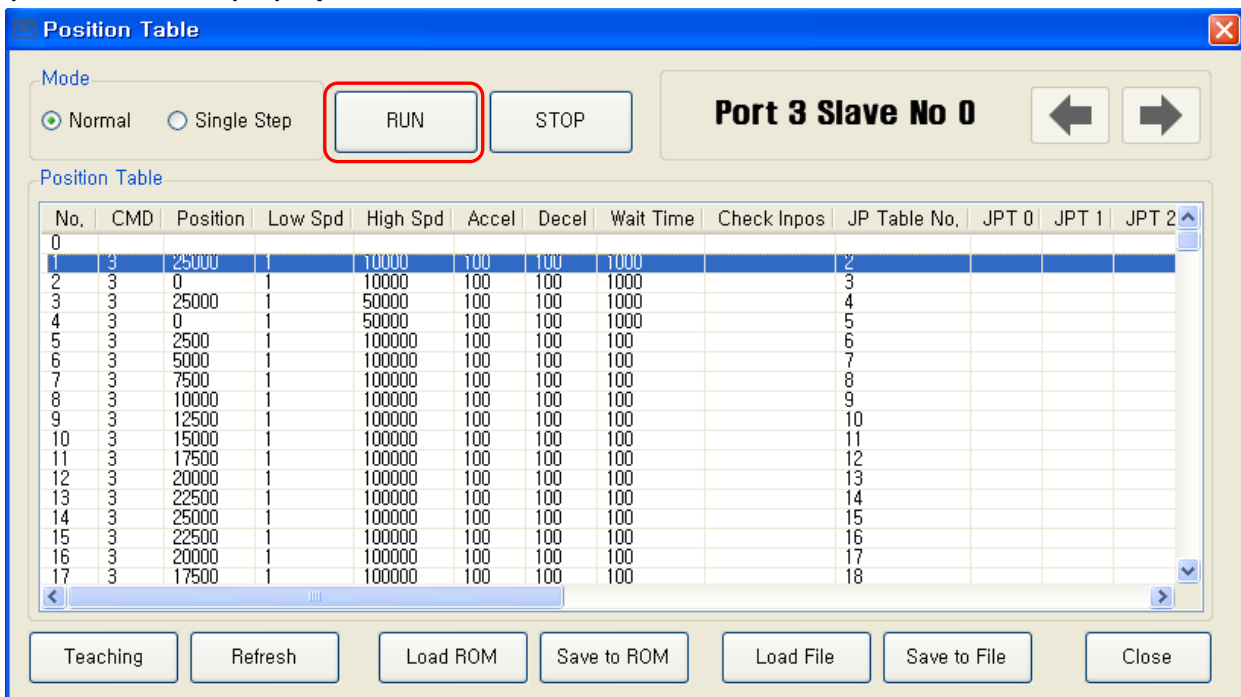 Position Table
Mode
Normal Single Step RUN STOP Port 3 Slave No 0
Position Table
No. CMD Position Low Spd High Spd Accel Decel Wait Time Check Inpos JP Table No. JPT 0 JPT 1 JPT 2
0
1 3 25000 1 10000 100 100 1000 2
2 3 0 1 10000 100 100 1000 3
3 3 25000 1 50000 100 100 1000 4
4 3 0 1 50000 100 100 1000 5
5 3 2500 1 100000 100 100 100 6
6 3 5000 1 100000 100 100 100 7
7 3 7500 1 100000 100 100 100 8
8 3 10000 1 100000 100 100 100 9
9 3 12500 1 100000 100 100 100 10
10 3 15000 1 100000 100 100 100 11
11 3 17500 1 100000 100 100 100 12
12 3 20000 1 100000 100 100 100 13
13 3 22500 1 100000 100 100 100 14
14 3 25000 1 100000 100 100 100 15
15 3 22500 1 100000 100 100 100 16
16 3 20000 1 100000 100 100 100 17
17 3 17500 1 100000 100 100 100 18
Teaching Refresh Load ROM Save to ROM Load File Save to File Close